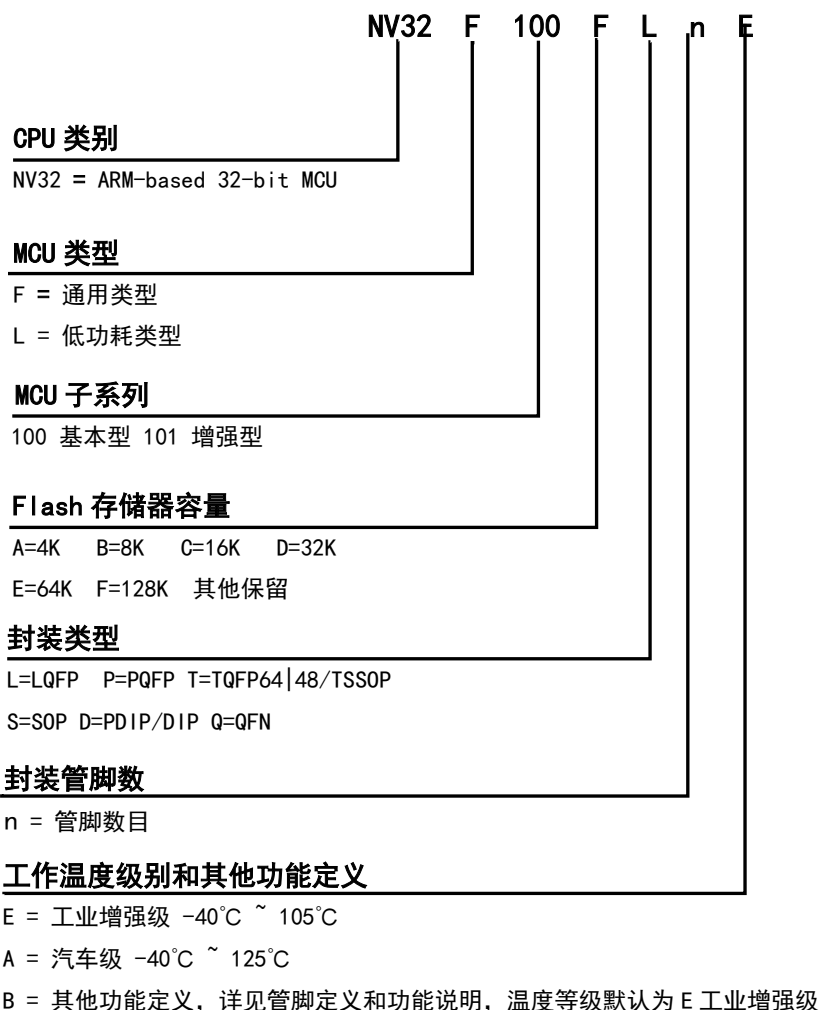 NV32 F 100 F L n E
CPU 类别
NV32 = ARM-based 32-bit MCU
MCU 类型
F = 通用类型
L = 低功耗类型
MCU 子系列
100 基本型 101 增强型
Flash 存储器容量
A=4K B=8K C=16K D=32K
E=64K F=128K 其他保留
封装类型
L=LQFP P=PQFP T=TQFP64|48/TSSOP
S=SOP D=PDIP/DIP Q=QFN
封装管脚数
n = 管脚数目
工作温度级别和其他功能定义
E = 工业增强级 -40℃ ~ 105℃
A = 汽车级 -40℃ ~ 125℃
B = 其他功能定义，详见管脚定义和功能说明，温度等级默认为 E 工业增强级